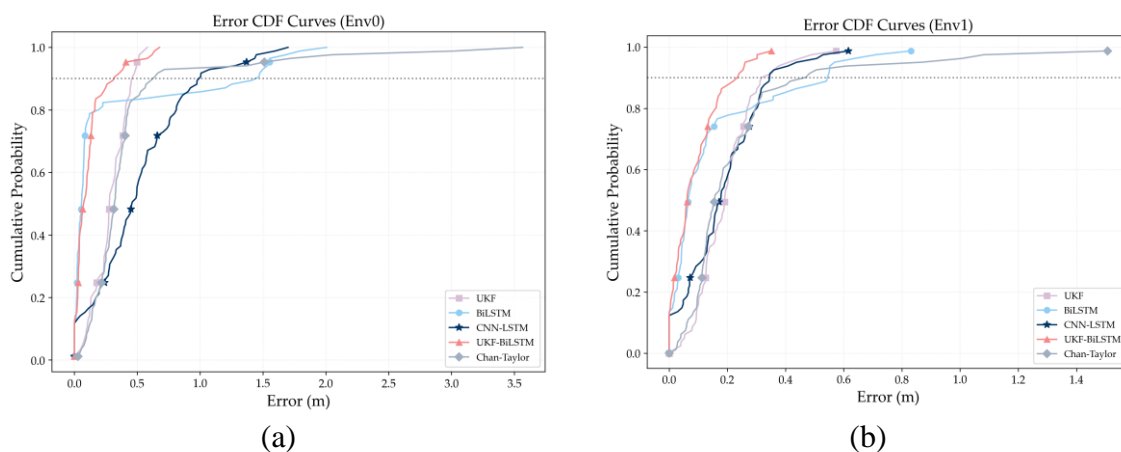 Error CDF Curves (Env0)
Cumulative Probability
1.0
0.8
0.6
0.4
0.2
0.0
UKF
BiLSTM
CNN-LSTM
UKF-BiLSTM
Chan-Taylor
0.0 0.5 1.0 1.5 2.0 2.5 3.0 3.5
Error (m)
(a)
Error CDF Curves (Env1)
Cumulative Probability
1.0
0.8
0.6
0.4
0.2
0.0
UKF
BiLSTM
CNN-LSTM
UKF-BiLSTM
Chan-Taylor
0.0 0.2 0.4 0.6 0.8 1.0 1.2 1.4
Error (m)
(b)